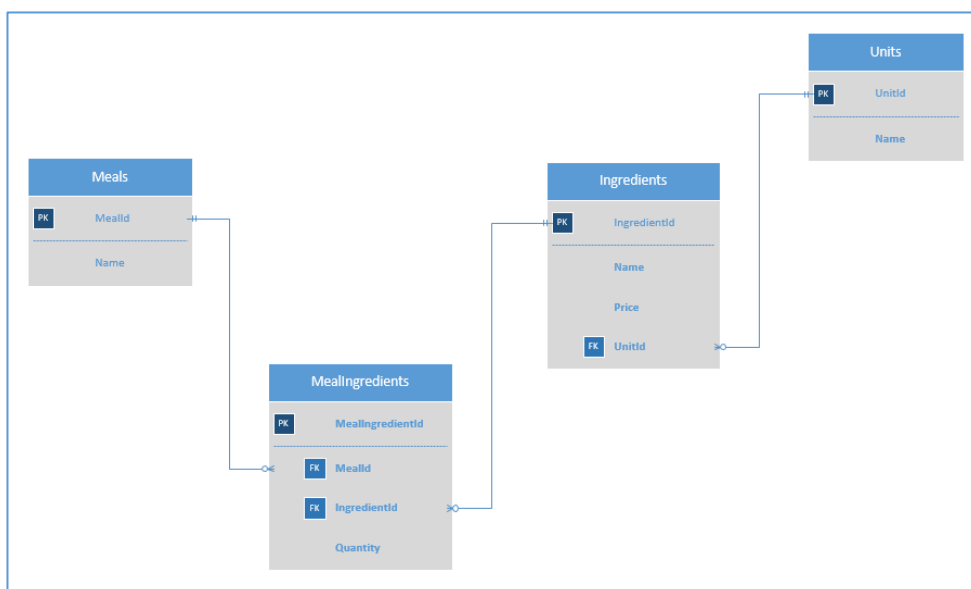 Units
PK UnitId
Name
Meals
PK MealId
Name
Ingredients
PK IngredientId
Name
Price
FK UnitId
MealIngredients
PK MealIngredientId
FK MealId
FK IngredientId
Quantity